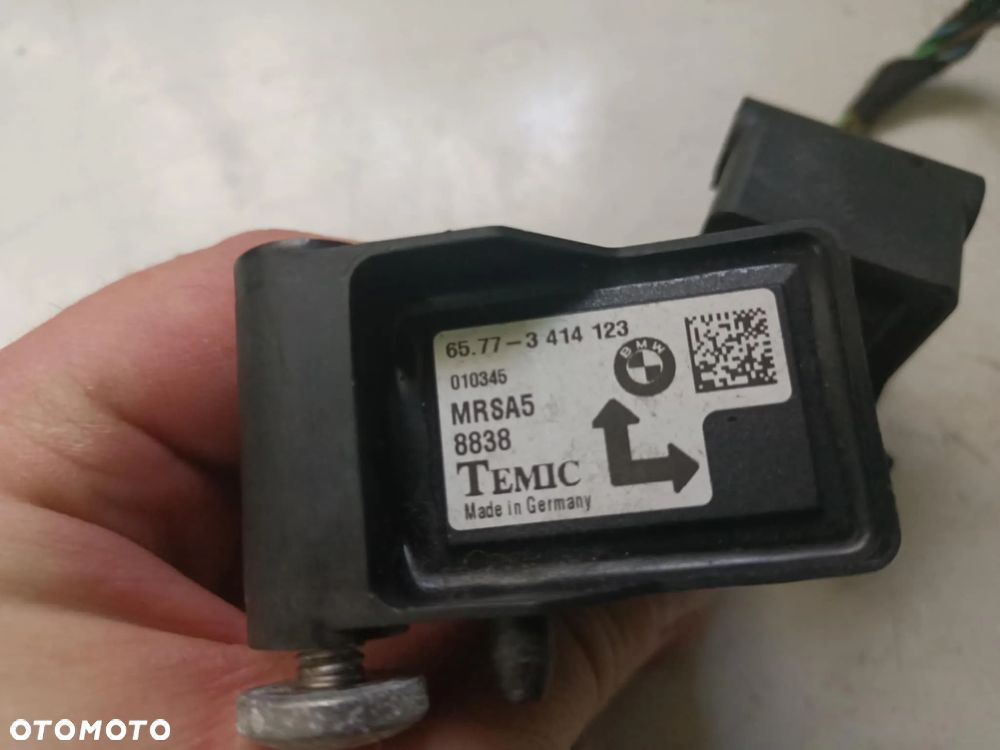 65.77-3 414 123
BMW
010345
MRSA5
8838
TEMIC
Made in Germany
OTOMOTO